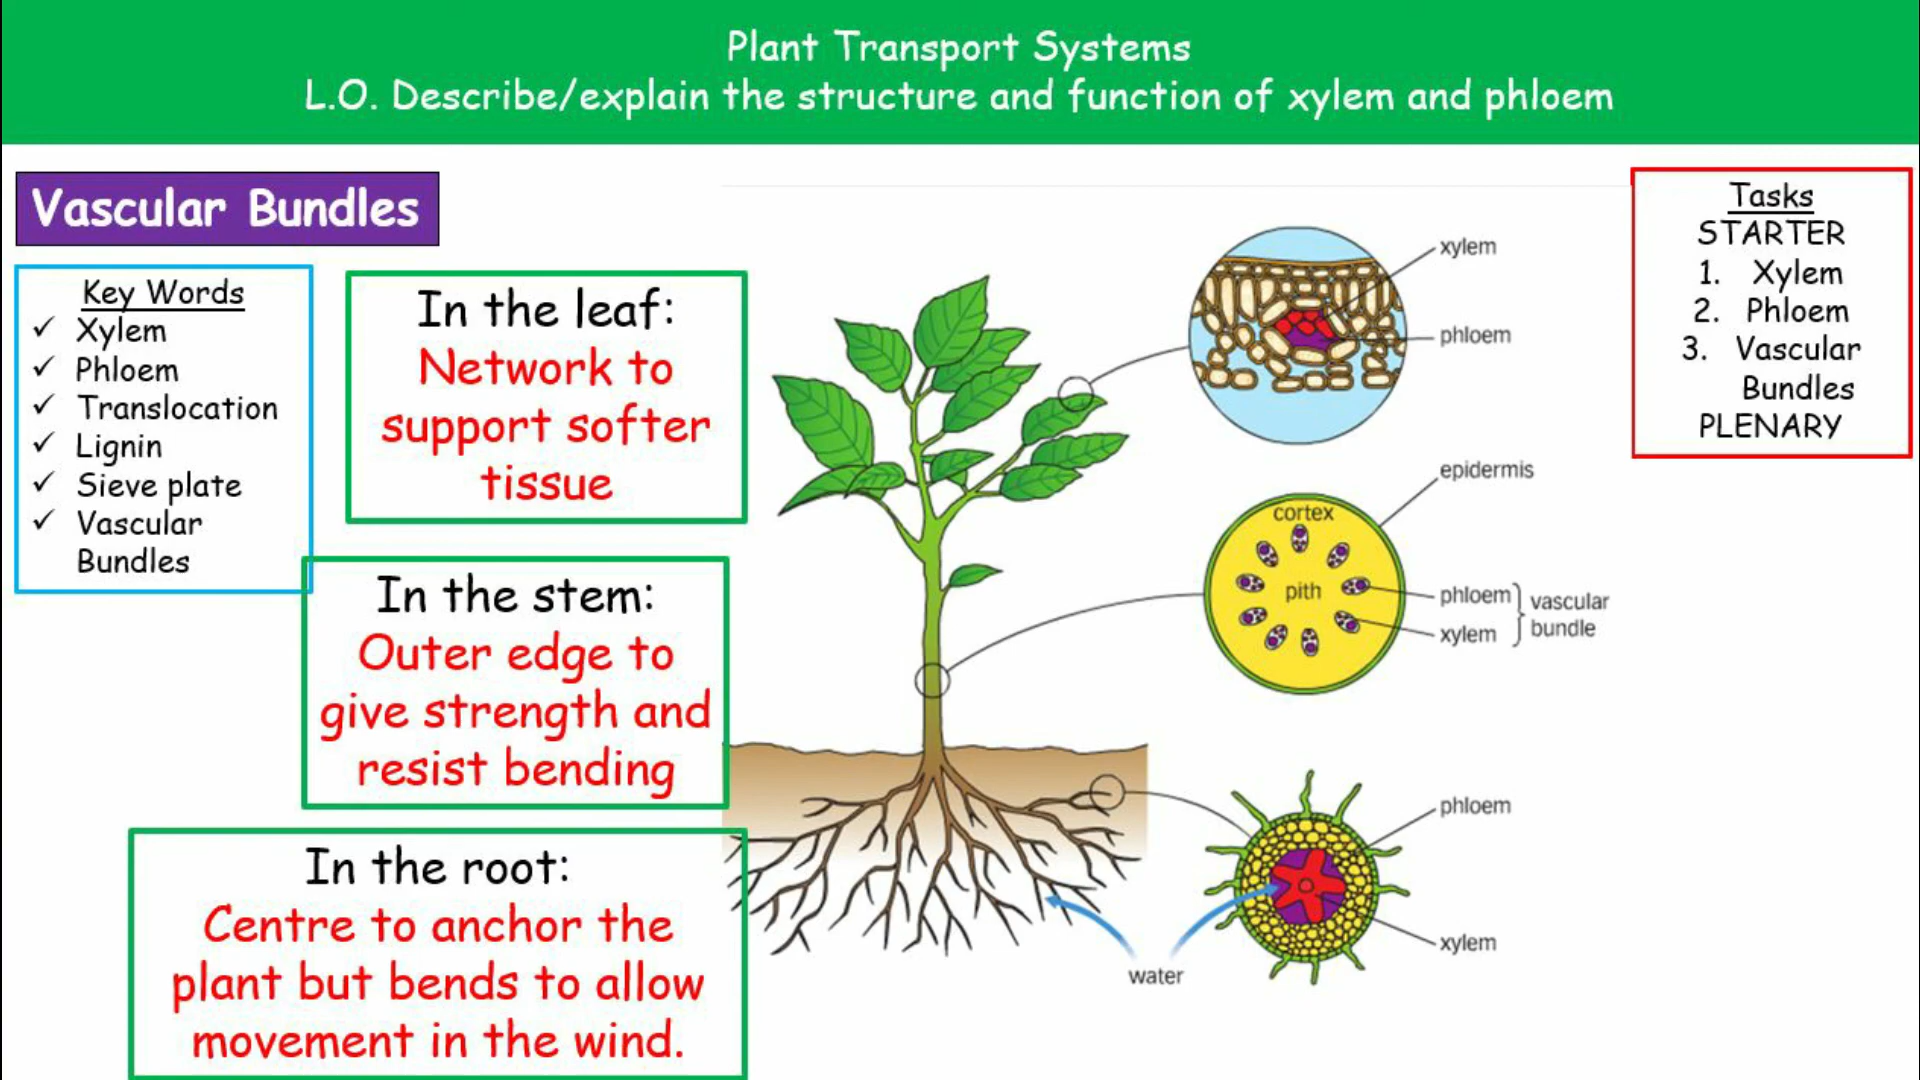 Plant Transport Systems
L.O. Describe/explain the structure and function of xylem and phloem
Vascular Bundles
Key Words
✓ Xylem
✓ Phloem
✓ Translocation
✓ Lignin
✓ Sieve plate
✓ Vascular
Bundles
In the leaf:
Network to
support softer
tissue
In the stem:
Outer edge to
give strength and
resist bending
In the root:
Centre to anchor the
plant but bends to allow
movement in the wind.
xylem
phloem
epidermis
cortex
pith
phloem
xylem
vascular
bundle
phloem
xylem
water
Tasks
STARTER
1. Xylem
2. Phloem
3. Vascular
Bundles
PLENARY